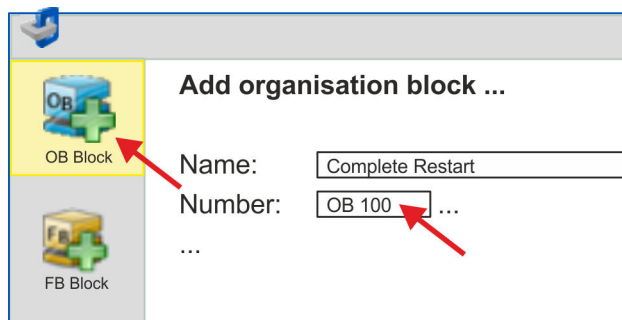 Add organisation block ...
OB
OB Block
Name:
Complete Restart
Number:
OB 100
...
...
FB
FB Block